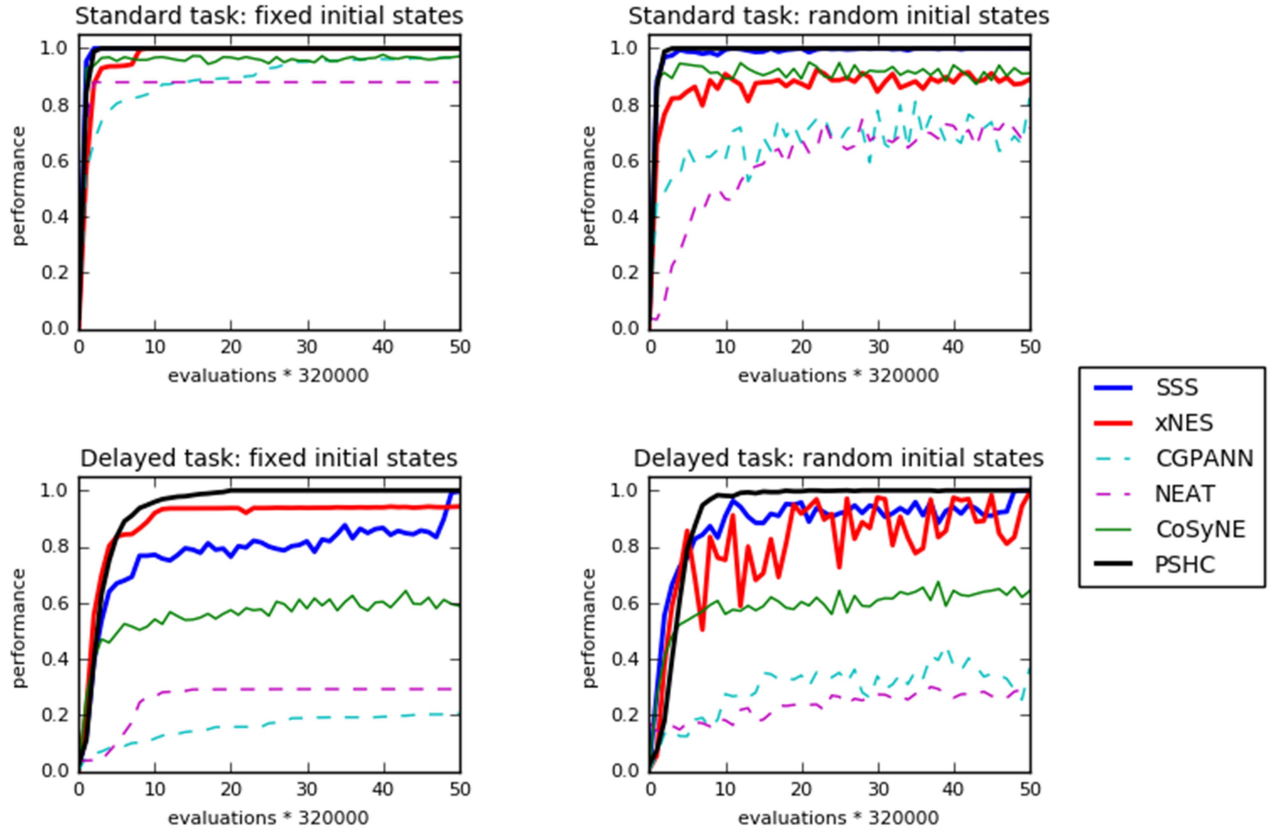 Standard task: fixed initial states
1.0
0.8
0.6
0.4
0.2
0.0
performance
0 10 20 30 40 50
evaluations * 320000
Standard task: random initial states
1.0
0.8
0.6
0.4
0.2
0.0
performance
0 10 20 30 40 50
evaluations * 320000
SSS
xNES
CGPANN
NEAT
CoSyNE
PSHC
Delayed task: fixed initial states
1.0
0.8
0.6
0.4
0.2
0.0
performance
0 10 20 30 40 50
evaluations * 320000
Delayed task: random initial states
1.0
0.8
0.6
0.4
0.2
0.0
performance
0 10 20 30 40 50
evaluations * 320000